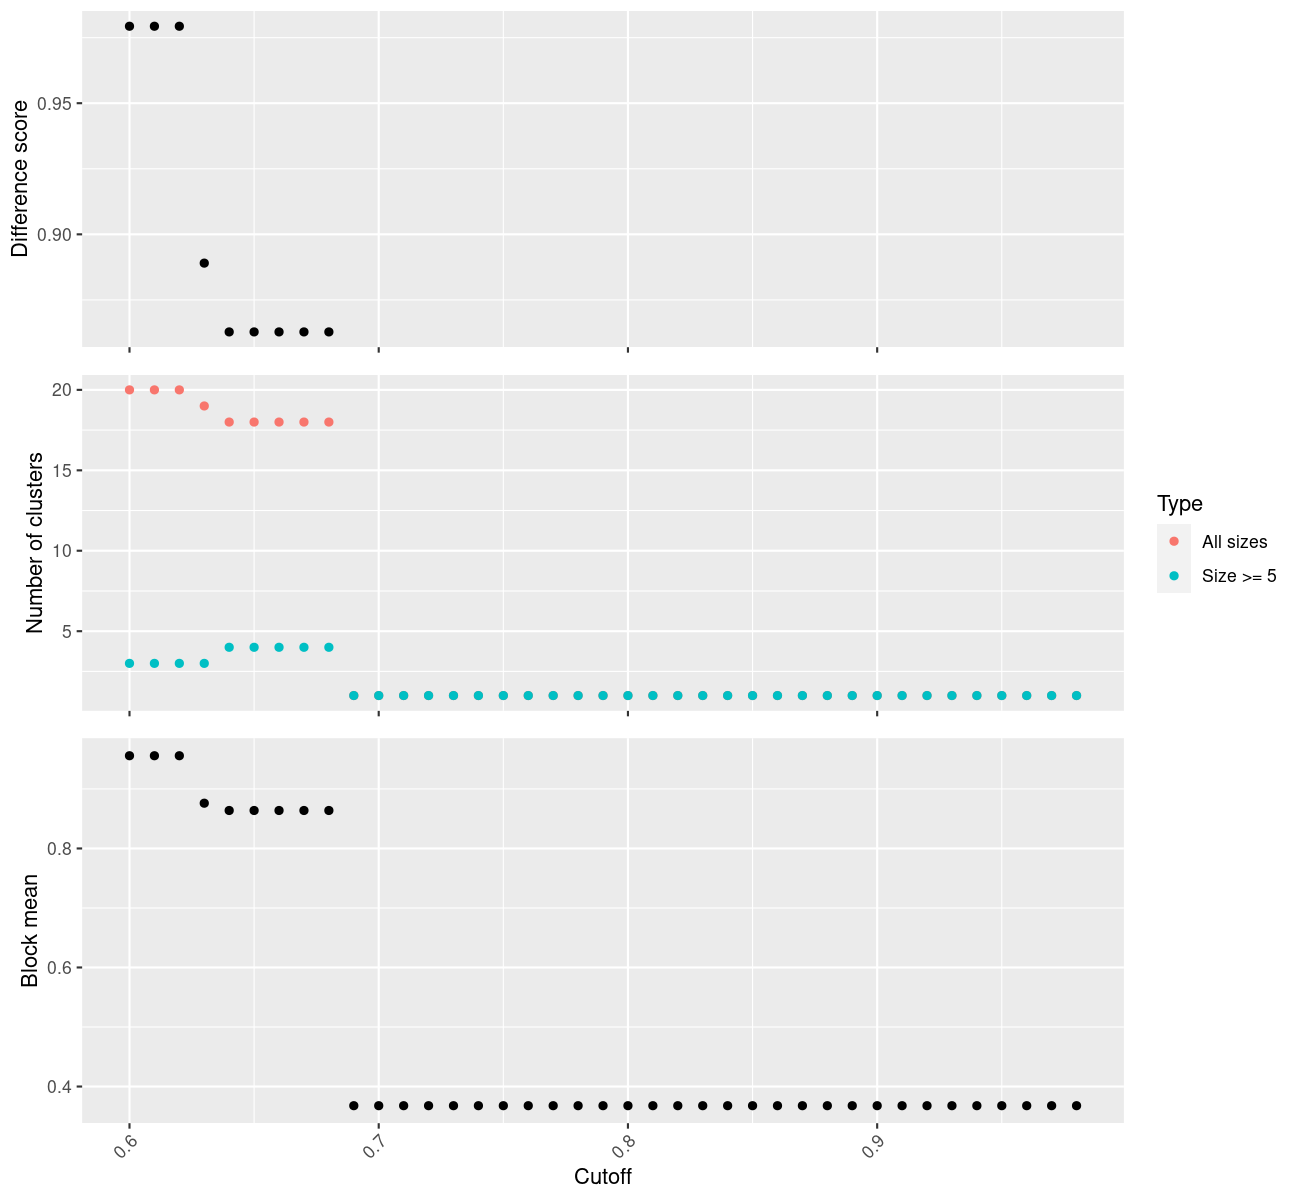 Difference score
0.95
0.90
Number of clusters
20
15
10
5
Type
All sizes
Size >= 5
Block mean
0.8
0.6
0.4
0.6
0.7
0.8
0.9
Cutoff